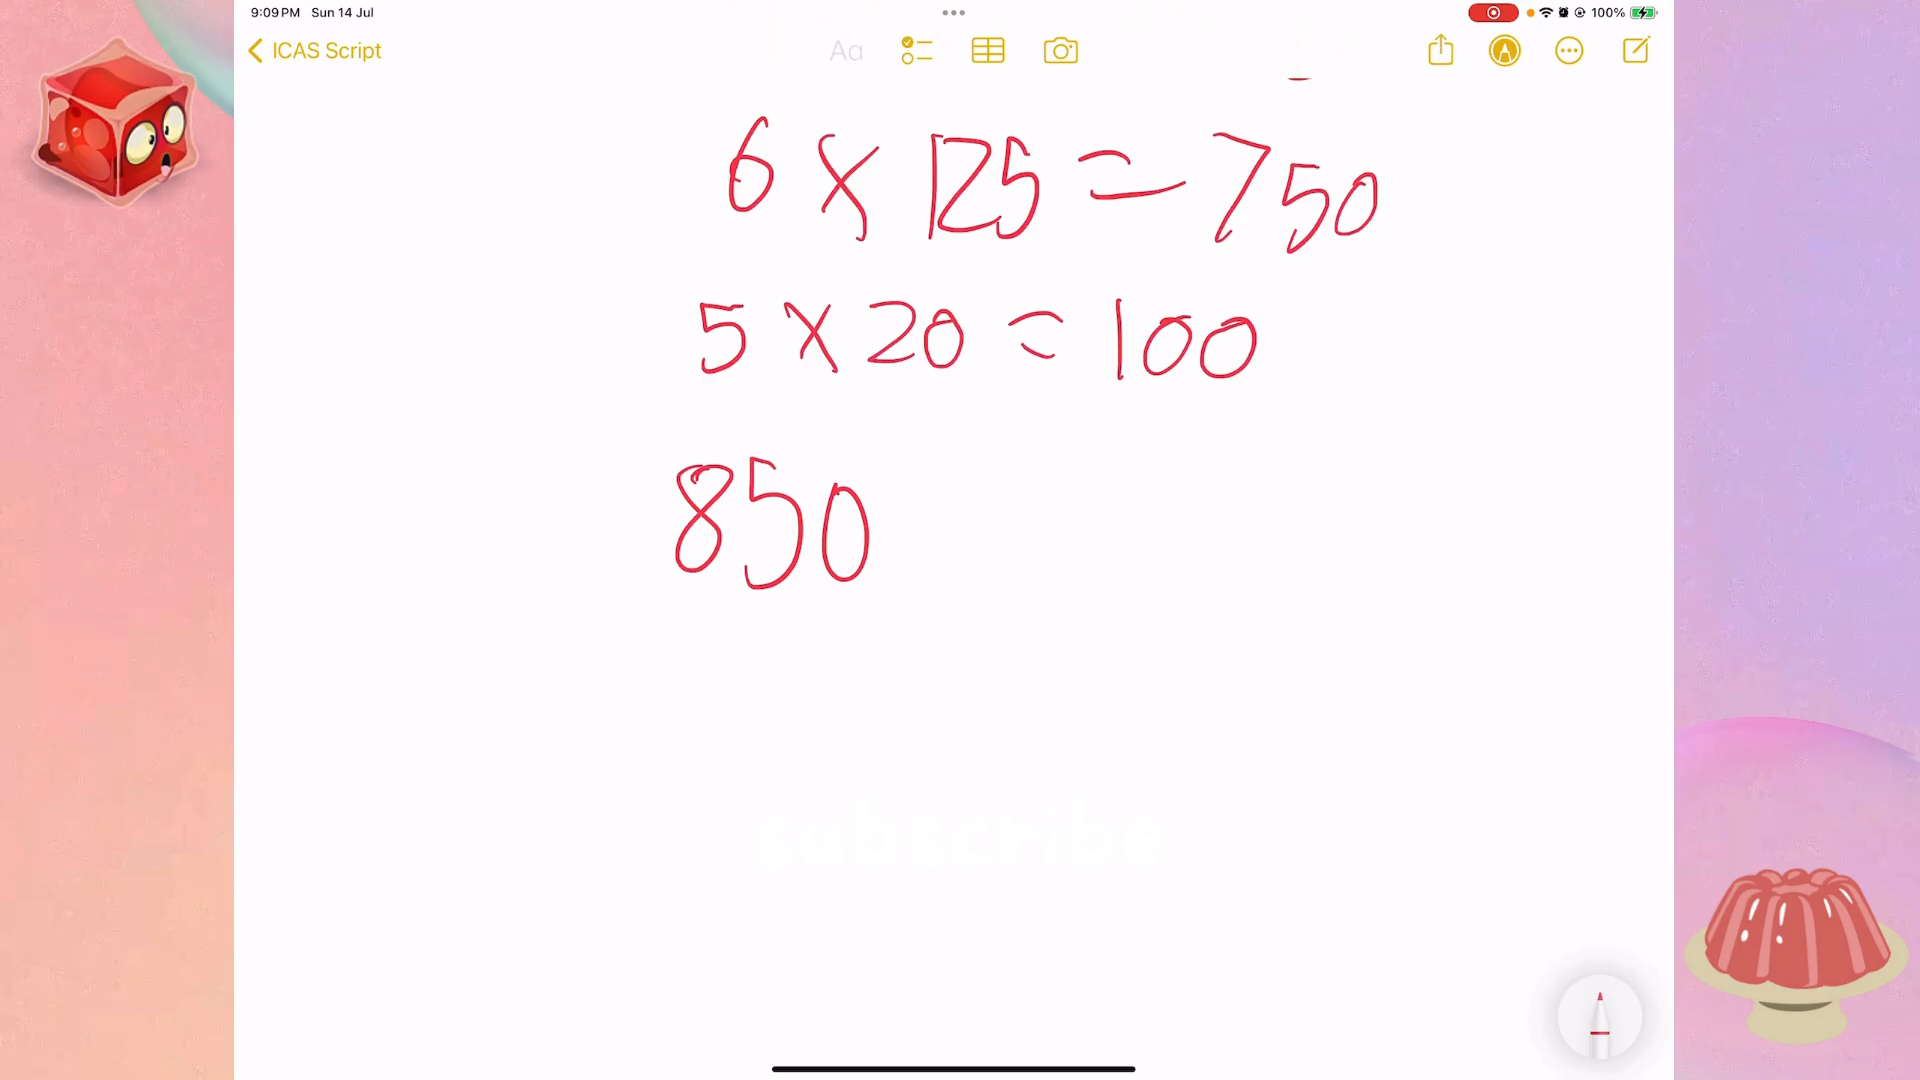 9:09 PM Sun 14 Jul
100%
ICAS Script
Aa
6 x 125 = 750
5 x 20 = 100
850
subscribe